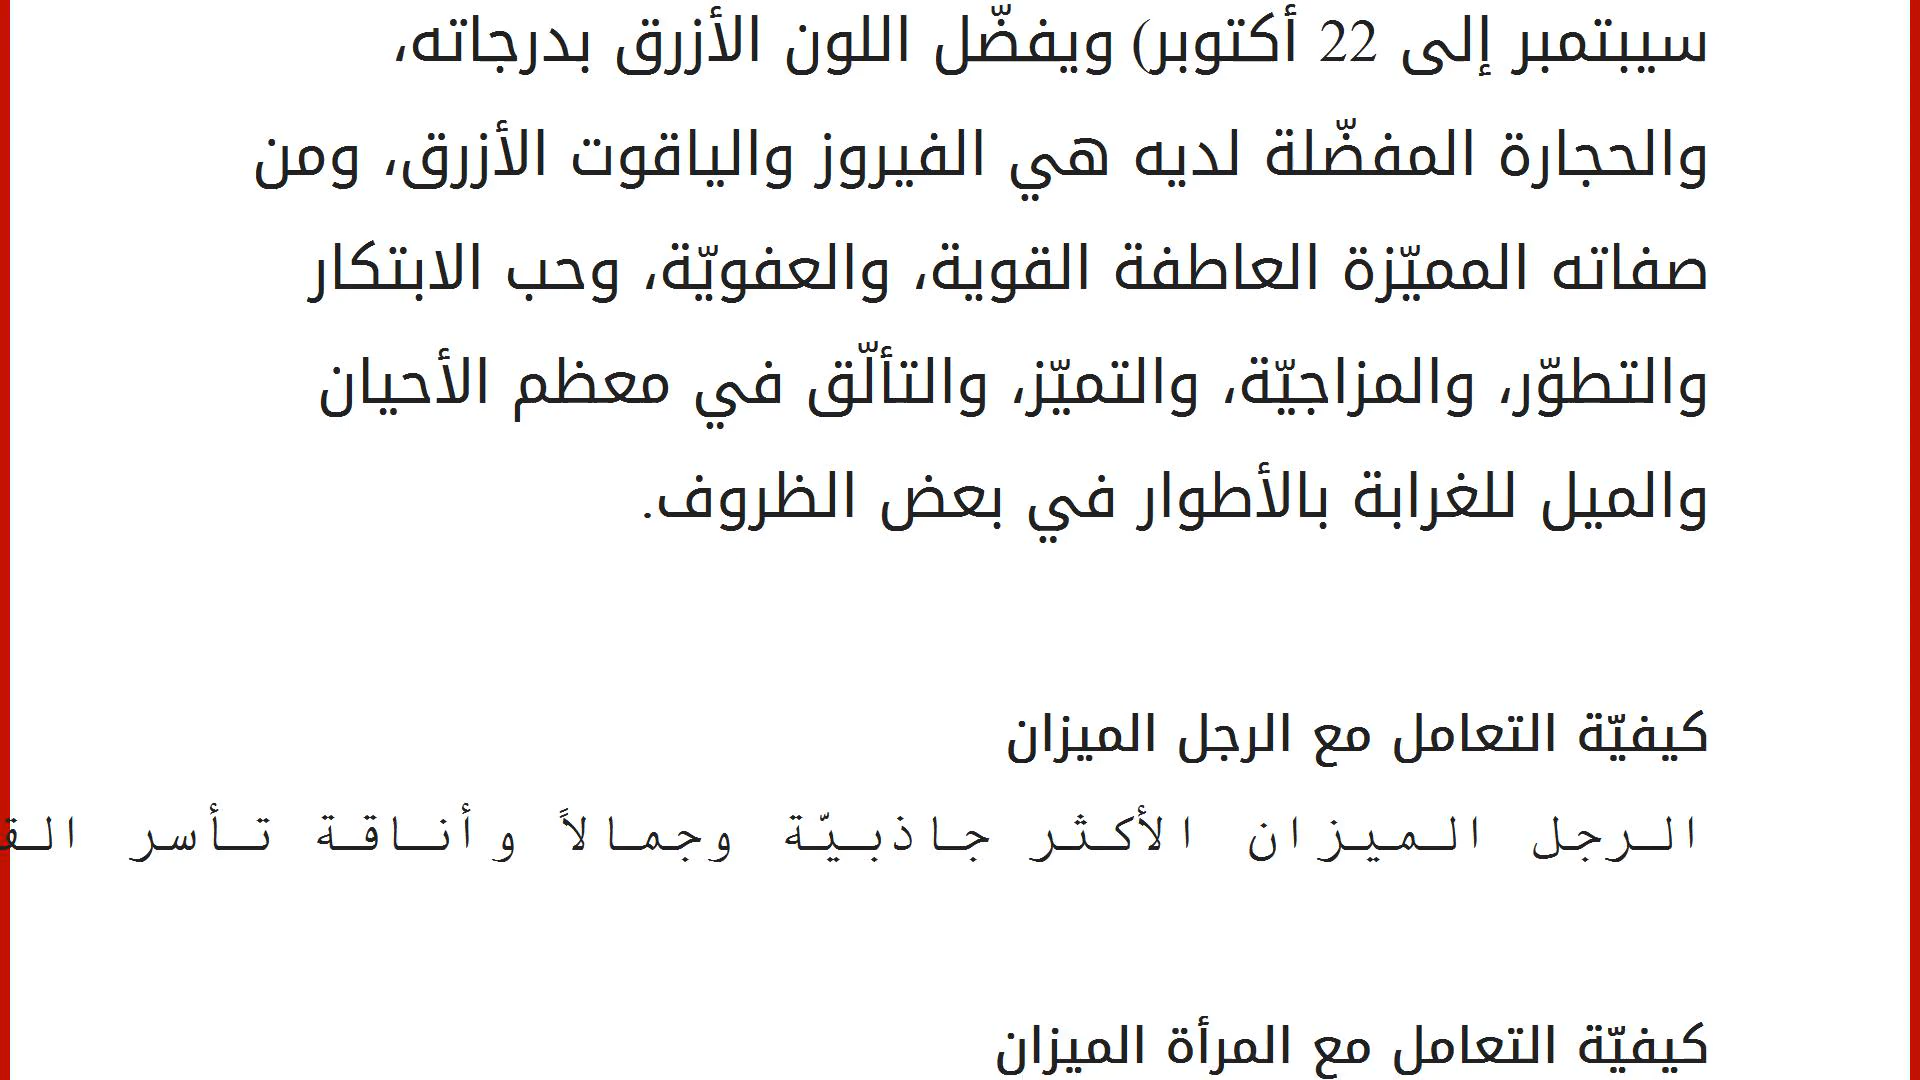 سيبتمبر إلى 22 أكتوبر) ويفضّل اللون الأزرق بدرجاته،
والحجارة المفضّلة لديه هي الفيروز والياقوت الأزرق، ومن
صفاته المميّزة العاطفة القوية، والعفويّة، وحب الابتكار
والتطوّر، والمزاجيّة، والتميّز، والتألّق في معظم الأحيان
والميل للغرابة بالأطوار في بعض الظروف.
كيفيّة التعامل مع الرجل الميزان
الرجل الميزان الأكثر جاذبيّة وجمالاً وأناقة تأسر
كيفيّة التعامل مع المرأة الميزان